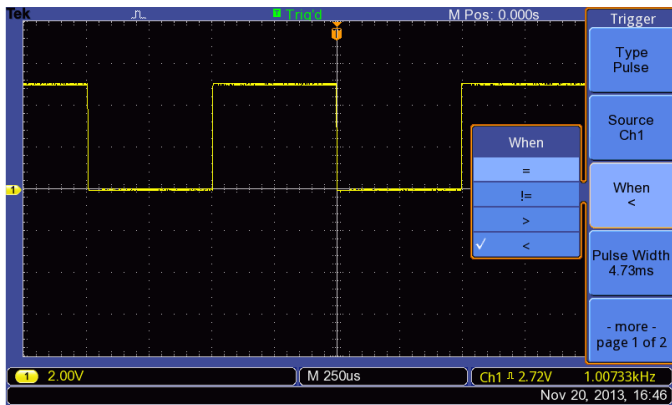 Tek
Trig'd
M Pos: 0.000s
T
Trigger
Type
Pulse
Source
Ch1
When
<
Pulse Width
4.73ms
- more -
page 1 of 2
When
=
!=
>
✓ <
1
1 2.00V
M 250us
Ch1 2.72V
1.00733kHz
Nov 20, 2013, 16:46